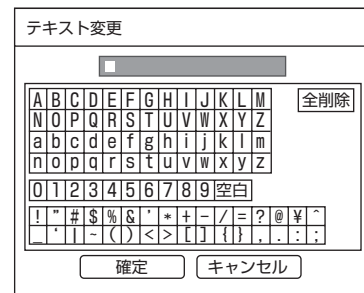 テキスト変更
A B C D E F G H I J K L M 全削除
N O P Q R S T U V W X Y Z
a b c d e f g h i j k l m
n o p q r s t u v w x y z
0 1 2 3 4 5 6 7 8 9 空白
! " # $ % & ' * + - / = ? @ ¥ ^
_ ‘ | ~ ( ) < > [ ] { } , . : ;
確定 キャンセル